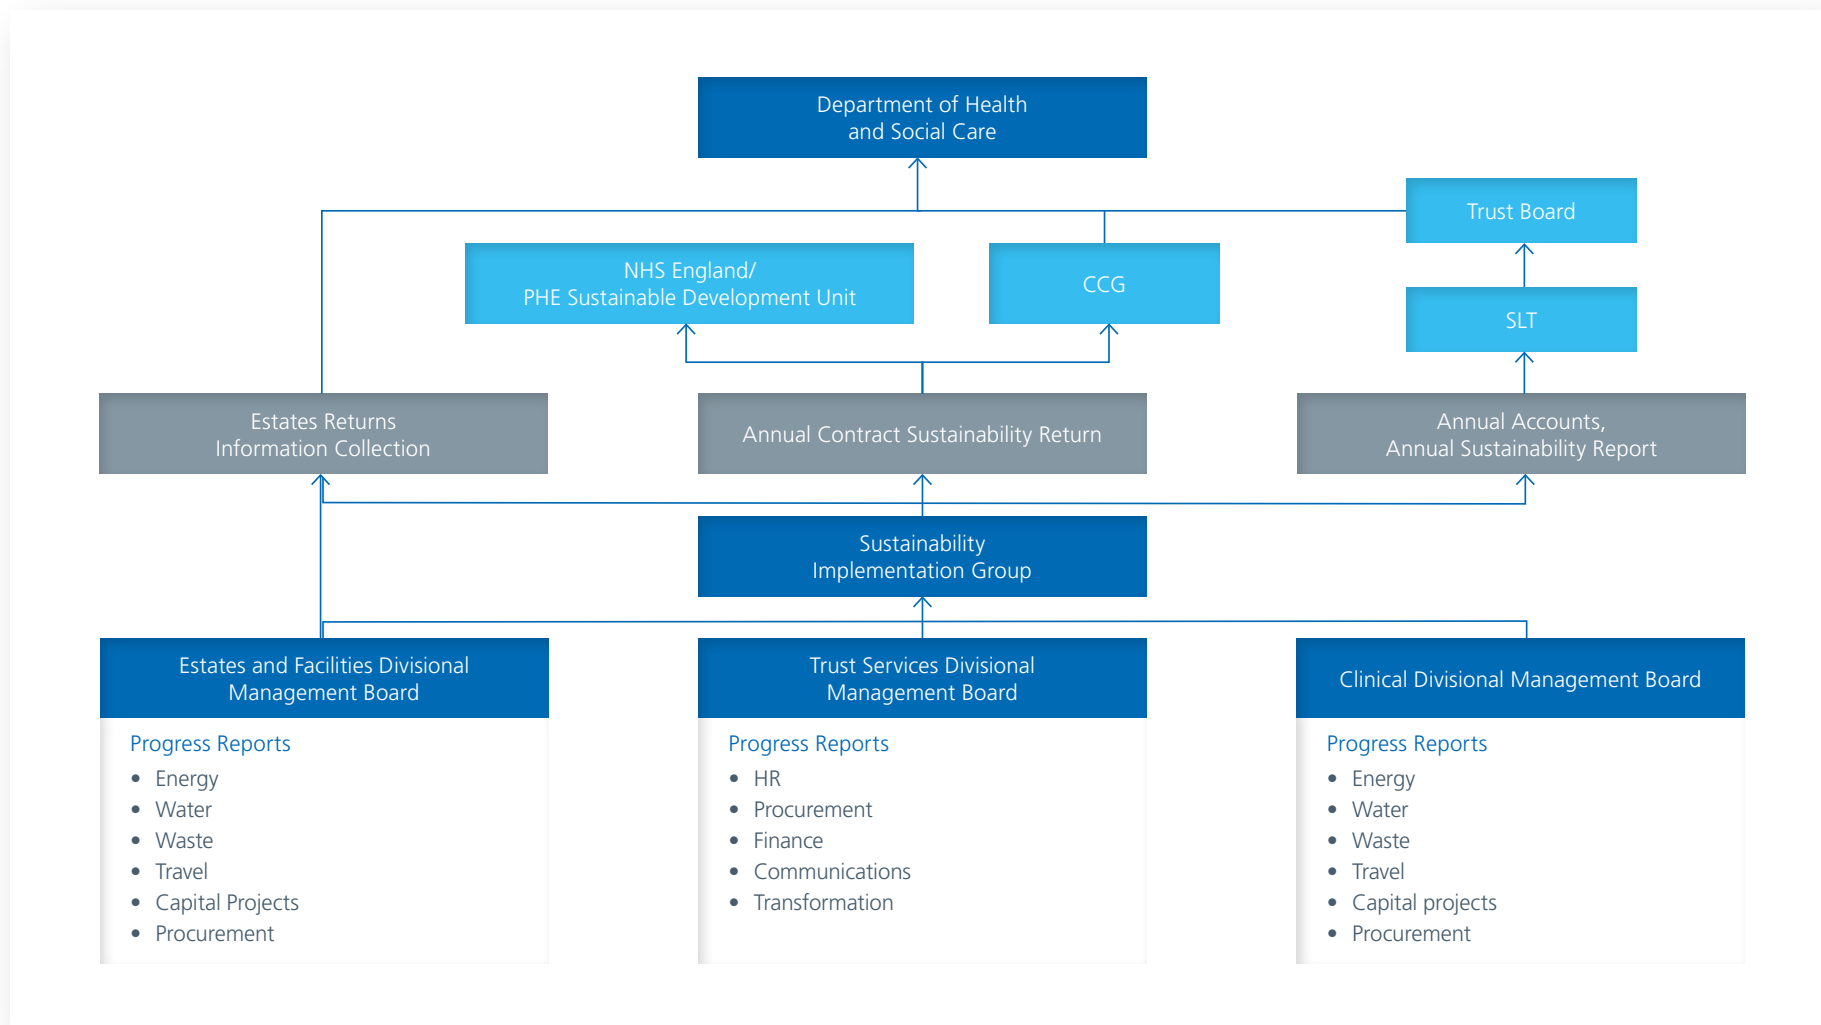 Department of Health
and Social Care
Trust Board
NHS England/
PHE Sustainable Development Unit
CCG
SLT
Estates Returns
Information Collection
Annual Contract Sustainability Return
Annual Accounts,
Annual Sustainability Report
Sustainability
Implementation Group
Estates and Facilities Divisional
Management Board
Progress Reports
• Energy
• Water
• Waste
• Travel
• Capital Projects
• Procurement
Trust Services Divisional
Management Board
Progress Reports
• HR
• Procurement
• Finance
• Communications
• Transformation
Clinical Divisional Management Board
Progress Reports
• Energy
• Water
• Waste
• Travel
• Capital projects
• Procurement